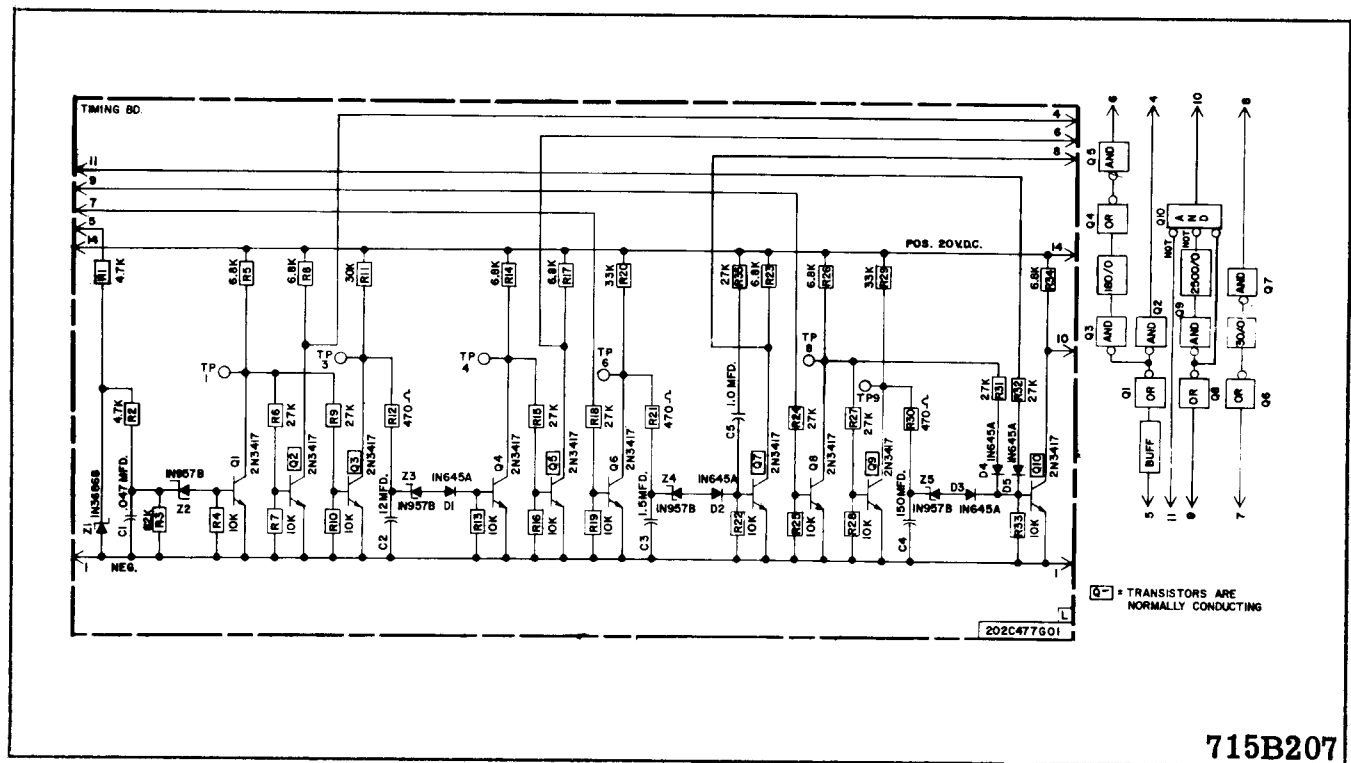 TIMING BD.
4
6
8
11
9
7
5
14
POS. 20 V.D.C.
14
R1
4.7K
6.8K
R5
6.8K
R8
30K
R11
6.8K
R14
6.8K
R17
33K
R20
27K
R35
6.8K
R23
6.8K
R26
33K
R29
6.8K
R34
10
TP
1
TP
3
TP
4
TP
6
TP
8
TP9
4.7K
R2
R6
27K
R9
27K
R12
470
R15
27K
R18
27K
R21
470
C5
1.0 MFD.
R24
27K
R27
27K
R30
470
27K
R31
R32
27K
Z1
IN3686B
C1
.047 MFD.
82K
R3
IN957B
Z2
R4
10K
Q1
2N3417
R7
10K
Q2
2N3417
R10
10K
Q3
2N3417
C2
.12MFD.
Z3
IN957B
IN645A
D1
R13
10K
Q4
2N3417
R16
10K
Q5
2N3417
R19
10K
Q6
2N3417
C3
1.5MFD.
Z4
IN957B
IN645A
D2
R22
10K
Q7
2N3417
R25
10K
Q8
2N3417
R28
10K
Q9
2N3417
C4
150MFD.
Z5
IN957B
D3
IN645A
D4
IN645A
D5
IN645A
R33
10K
Q10
2N3417
1
NEG.
1
L
202C477G01
6
4
10
8
Q5
AND
Q4
OR
180/0
Q3
AND
Q2
AND
Q1
OR
BUFF
5
Q10
AND
NOT
NOT
2500/0
Q9
AND
Q8
OR
11
9
Q7
AND
30/0
Q6
OR
7
Q- = TRANSISTORS ARE
NORMALLY CONDUCTING
715B207